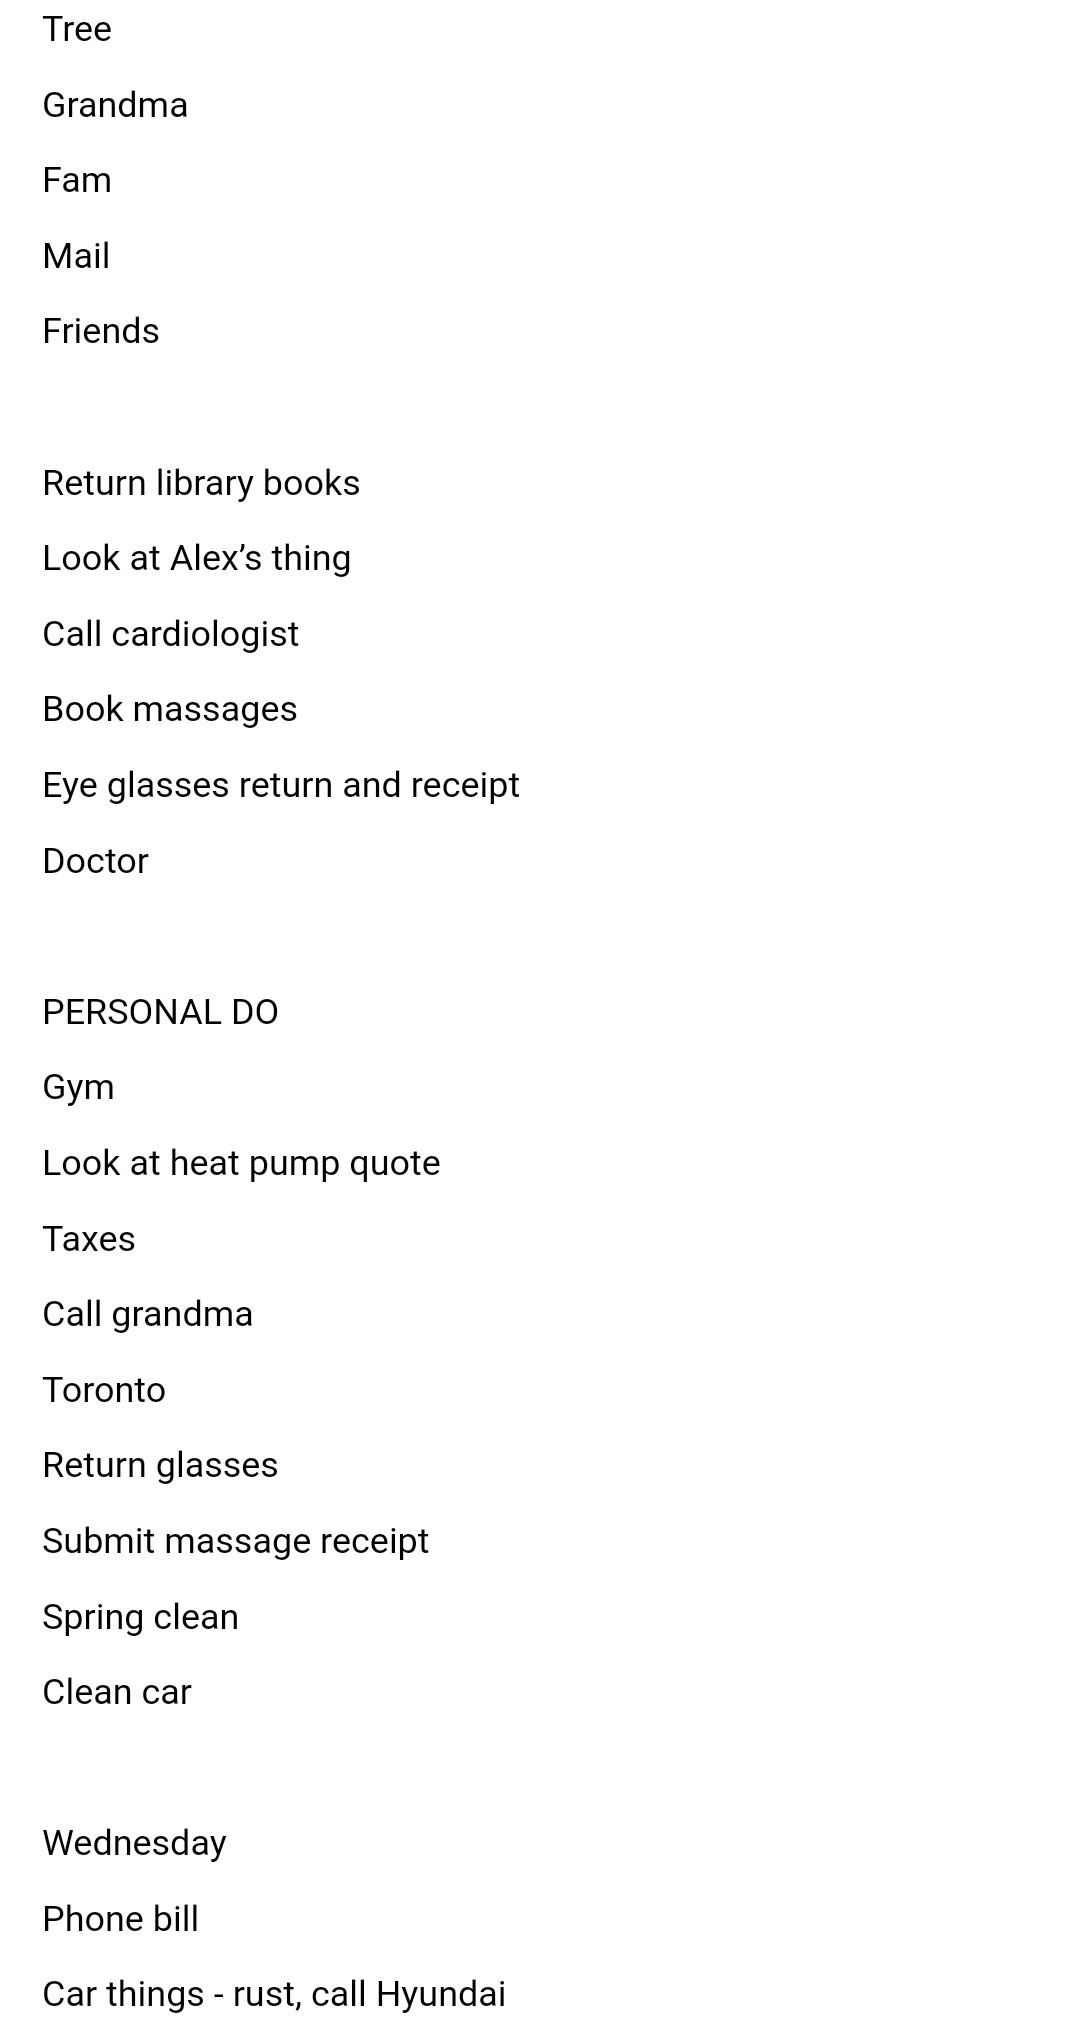 Tree
Grandma
Fam
Mail
Friends
Return library books
Look at Alex’s thing
Call cardiologist
Book massages
Eye glasses return and receipt
Doctor
PERSONAL DO
Gym
Look at heat pump quote
Taxes
Call grandma
Toronto
Return glasses
Submit massage receipt
Spring clean
Clean car
Wednesday
Phone bill
Car things - rust, call Hyundai